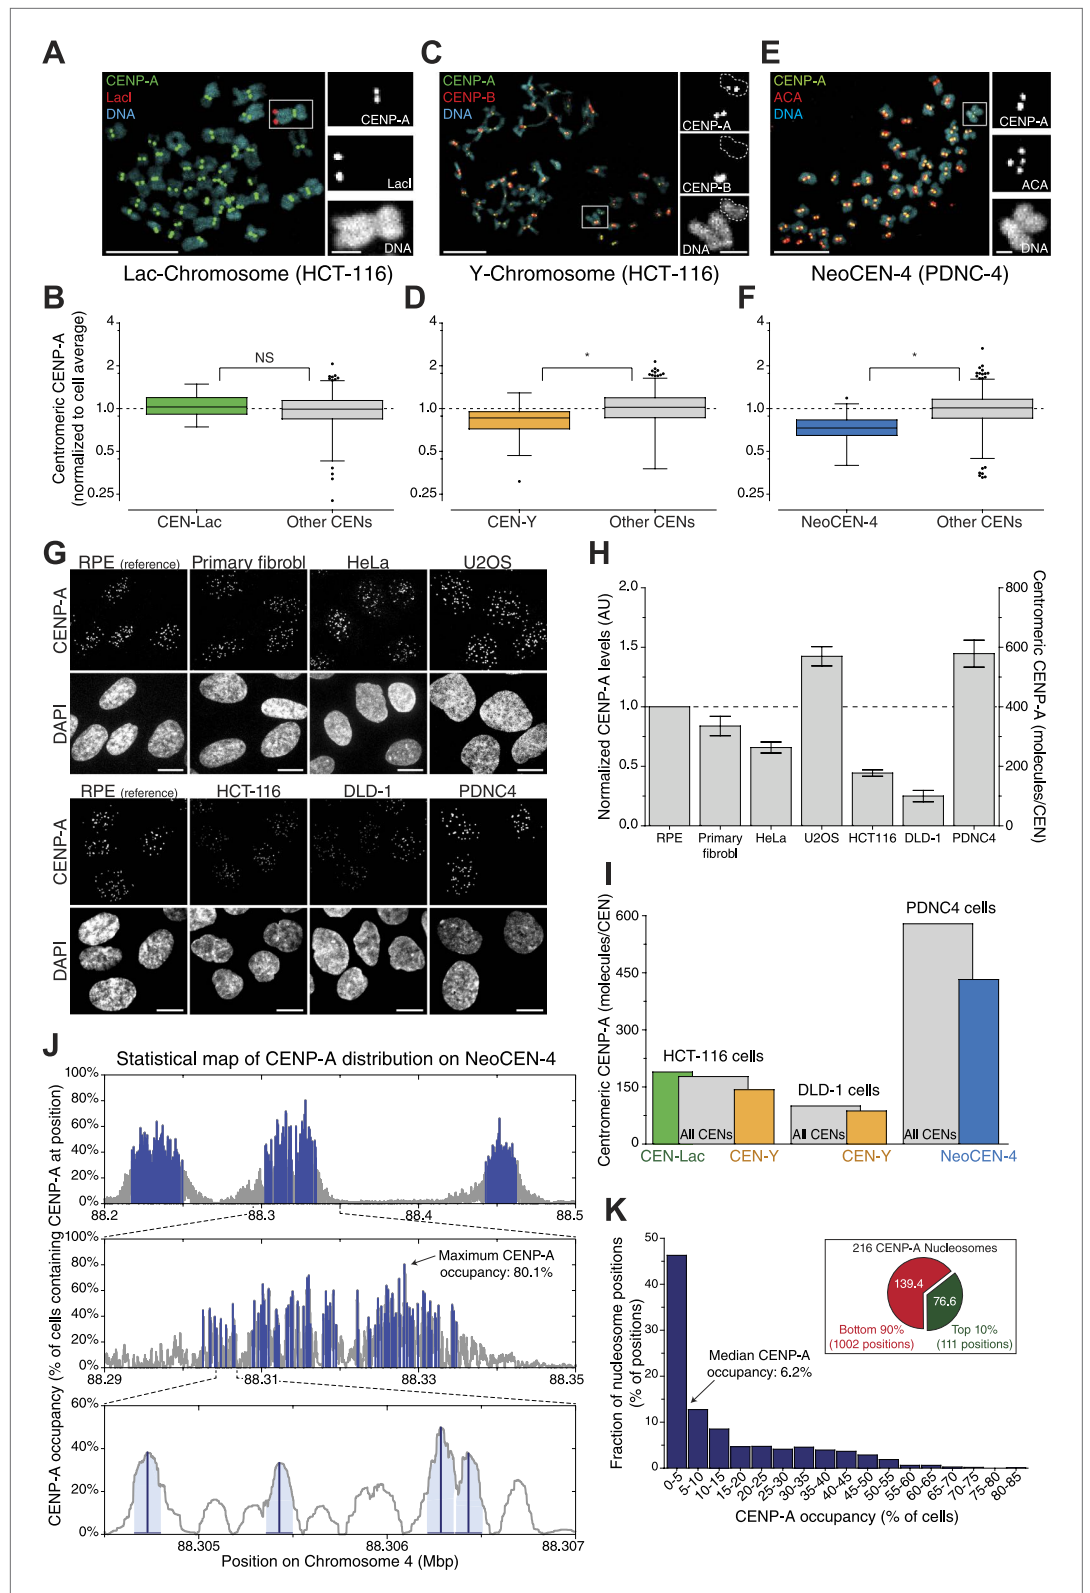 A
CENP-A
LacI
DNA
CENP-A
LacI
DNA
Lac-Chromosome (HCT-116)
C
CENP-A
CENP-B
DNA
CENP-A
CENP-B
DNA
Y-Chromosome (HCT-116)
E
CENP-A
ACA
DNA
CENP-A
ACA
DNA
NeoCEN-4 (PDNC-4)
B
Centromeric CENP-A
(normalized to cell average)
4
2
1.0
0.5
0.25
NS
CEN-Lac
Other CENs
D
4
2
1.0
0.5
0.25
*
CEN-Y
Other CENs
F
4
2
1.0
0.5
0.25
*
NeoCEN-4
Other CENs
G
RPE (reference)
Primary fibrobl
HeLa
U2OS
CENP-A
DAPI
RPE (reference)
HCT-116
DLD-1
PDNC4
CENP-A
DAPI
H
Normalized CENP-A levels (AU)
2.0
1.5
1.0
0.5
0.0
Centromeric CENP-A
(molecules/CEN)
800
600
400
200
0
RPE
Primary
fibrobl
HeLa
U2OS
HCT116
DLD-1
PDNC4
I
Centromeric CENP-A (molecules/CEN)
600
450
300
150
0
HCT-116 cells
DLD-1 cells
PDNC4 cells
All CENs
All CENs
All CENs
CEN-Lac
CEN-Y
CEN-Y
NeoCEN-4
J
Statistical map of CENP-A distribution on NeoCEN-4
CENP-A occupancy (% of cells containing CENP-A at position)
100%
80%
60%
40%
20%
0%
88.2
88.3
88.4
88.5
100%
80%
60%
40%
20%
0%
Maximum CENP-A
occupancy: 80.1%
88.29
88.31
88.33
88.35
60%
40%
20%
0%
88.305
88.306
88.307
Position on Chromosome 4 (Mbp)
K
Fraction of nucleosome positions
(% of positions)
50
40
30
20
10
0
Median CENP-A
occupancy: 6.2%
216 CENP-A Nucleosomes
139.4
76.6
Bottom 90%
(1002 positions)
Top 10%
(111 positions)
0-5
5-10
10-15
15-20
20-25
25-30
30-35
35-40
40-45
45-50
50-55
55-60
60-65
65-70
70-75
75-80
80-85
CENP-A occupancy (% of cells)